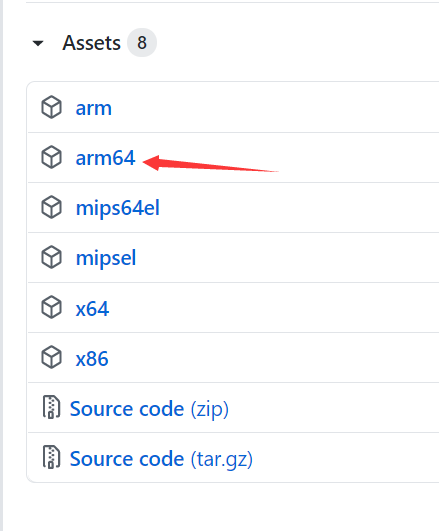 Assets 8
arm
arm64
mips64el
mipsel
x64
x86
Source code (zip)
Source code (tar.gz)